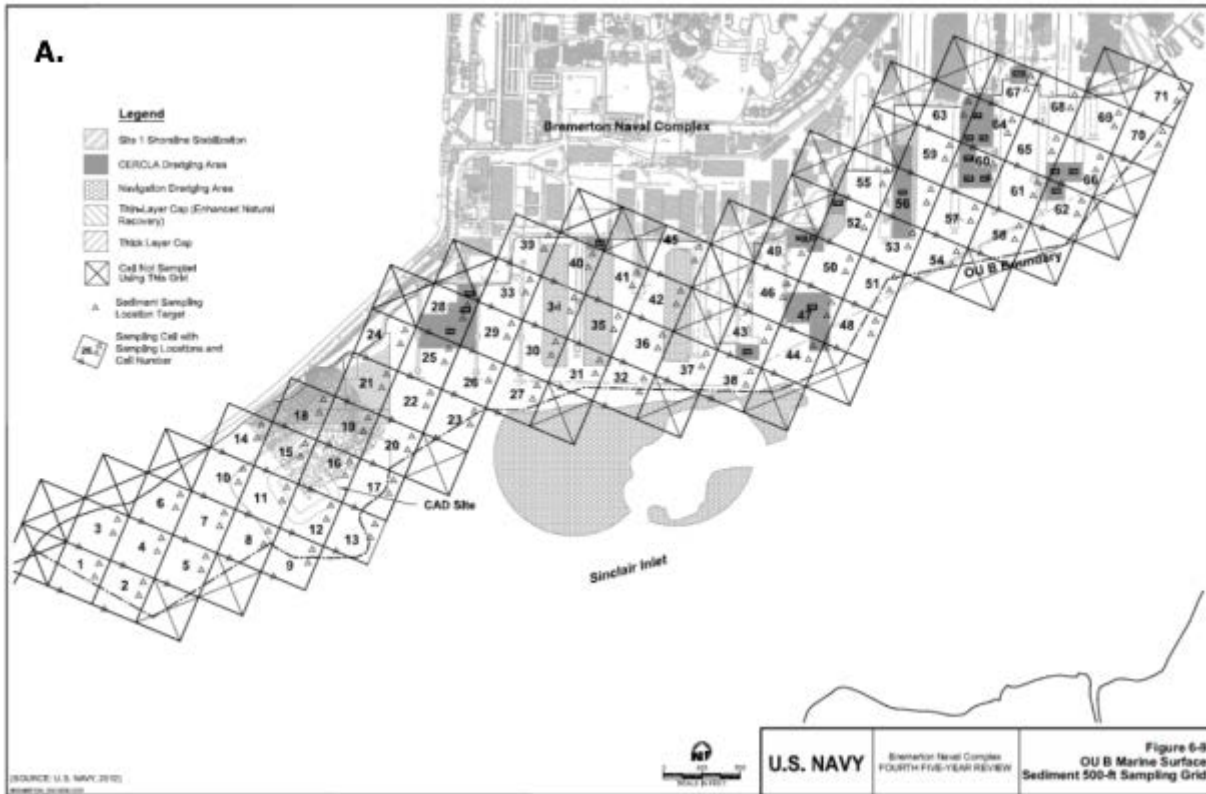 A.
Legend
Site 1 Shoreline Stabilization
CERCLA Dredging Area
Navigation Dredging Area
Thin-Layer Cap (Enhanced Natural
Recovery)
Thick Layer Cap
Cell Not Sampled
Using This Grid
Sediment Sampling
Location Target
Sampling Cell with
Sampling Locations and
Cell Number
Bremerton Naval Complex
71
67
68
69
70
63
64
65
66
59
60
61
62
55
56
57
58
52
53
54
OU B Boundary
49
50
51
45
46
47
48
39
40
41
42
43
44
33
35
36
37
38
28
29
30
31
32
24
25
26
27
21
22
23
18
19
20
14
15
16
17
CAD Site
10
11
12
13
6
7
8
9
3
4
5
1
2
Sinclair Inlet
SCALE IN FEET
U.S. NAVY
Bremerton Naval Complex
FOURTH FIVE-YEAR REVIEW
Figure 6-9
OU B Marine Surface
Sediment 500-ft Sampling Grid
(SOURCE: U.S. NAVY, 2012)